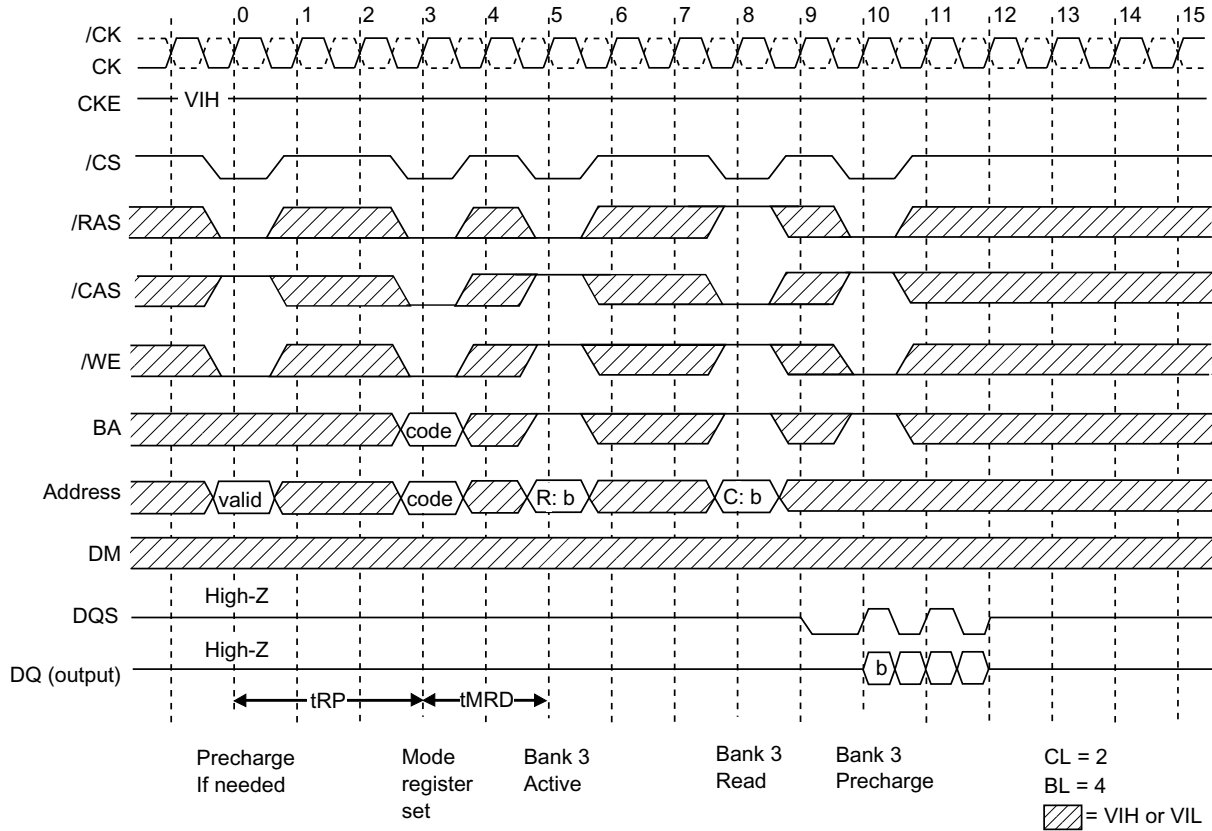 0 1 2 3 4 5 6 7 8 9 10 11 12 13 14 15
/CK
CK
CKE VIH
/CS
/RAS
/CAS
/WE
BA code
Address valid code R: b C: b
DM
High-Z
DQS
High-Z
DQ (output) b
tRP tMRD
Precharge If needed
Mode register set
Bank 3 Active
Bank 3 Read
Bank 3 Precharge
CL = 2
BL = 4
= VIH or VIL